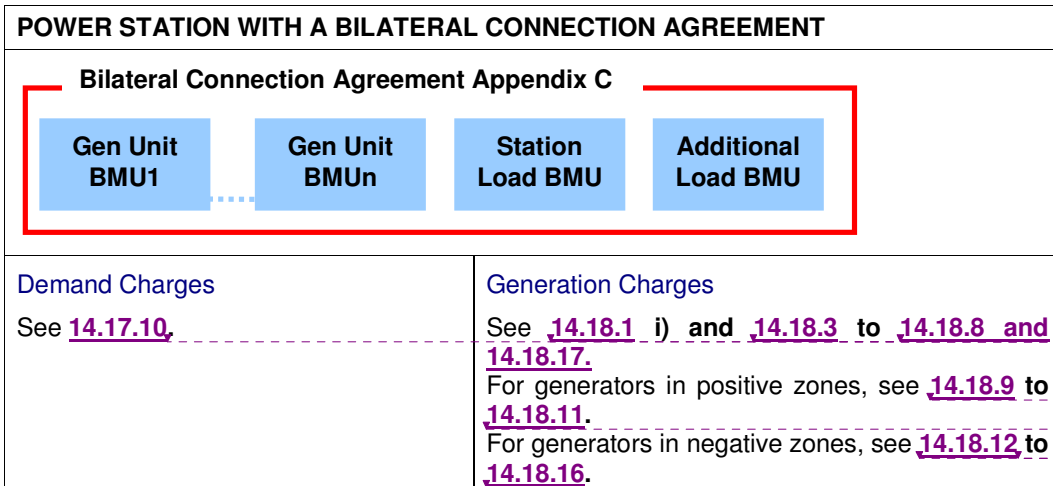 POWER STATION WITH A BILATERAL CONNECTION AGREEMENT
Bilateral Connection Agreement Appendix C
Gen Unit
BMU1
Gen Unit
BMUn
Station
Load BMU
Additional
Load BMU
Demand Charges
See 14.17.10.
Generation Charges
See 14.18.1 i) and 14.18.3 to 14.18.8 and
14.18.17.
For generators in positive zones, see 14.18.9 to
14.18.11.
For generators in negative zones, see 14.18.12 to
14.18.16.